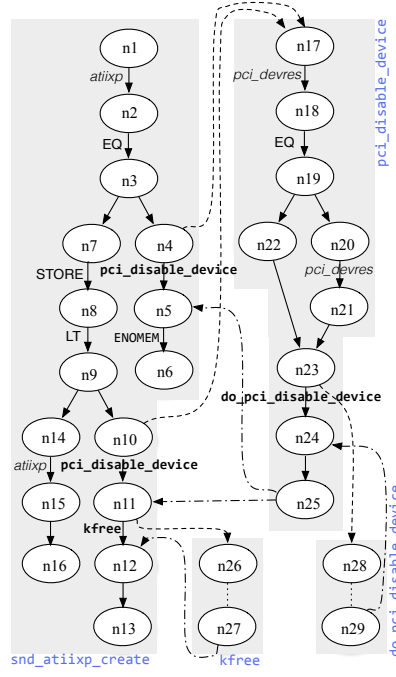 n1
n17
atiixp
pci_devres
n2
n18
EQ
EQ
n3
n19
pci_disable_device
n7
n4
n22
n20
STORE
pci_disable_device
pci_devres
n8
n5
n21
LT
ENOMEM
n9
n6
n23
do_pci_disable_device
n14
n10
n24
atiixp
pci_disable_device
n15
n11
n25
kfree
n16
n12
n26
n28
n13
n27
n29
do_pci_disable_device
snd_atiixp_create
kfree